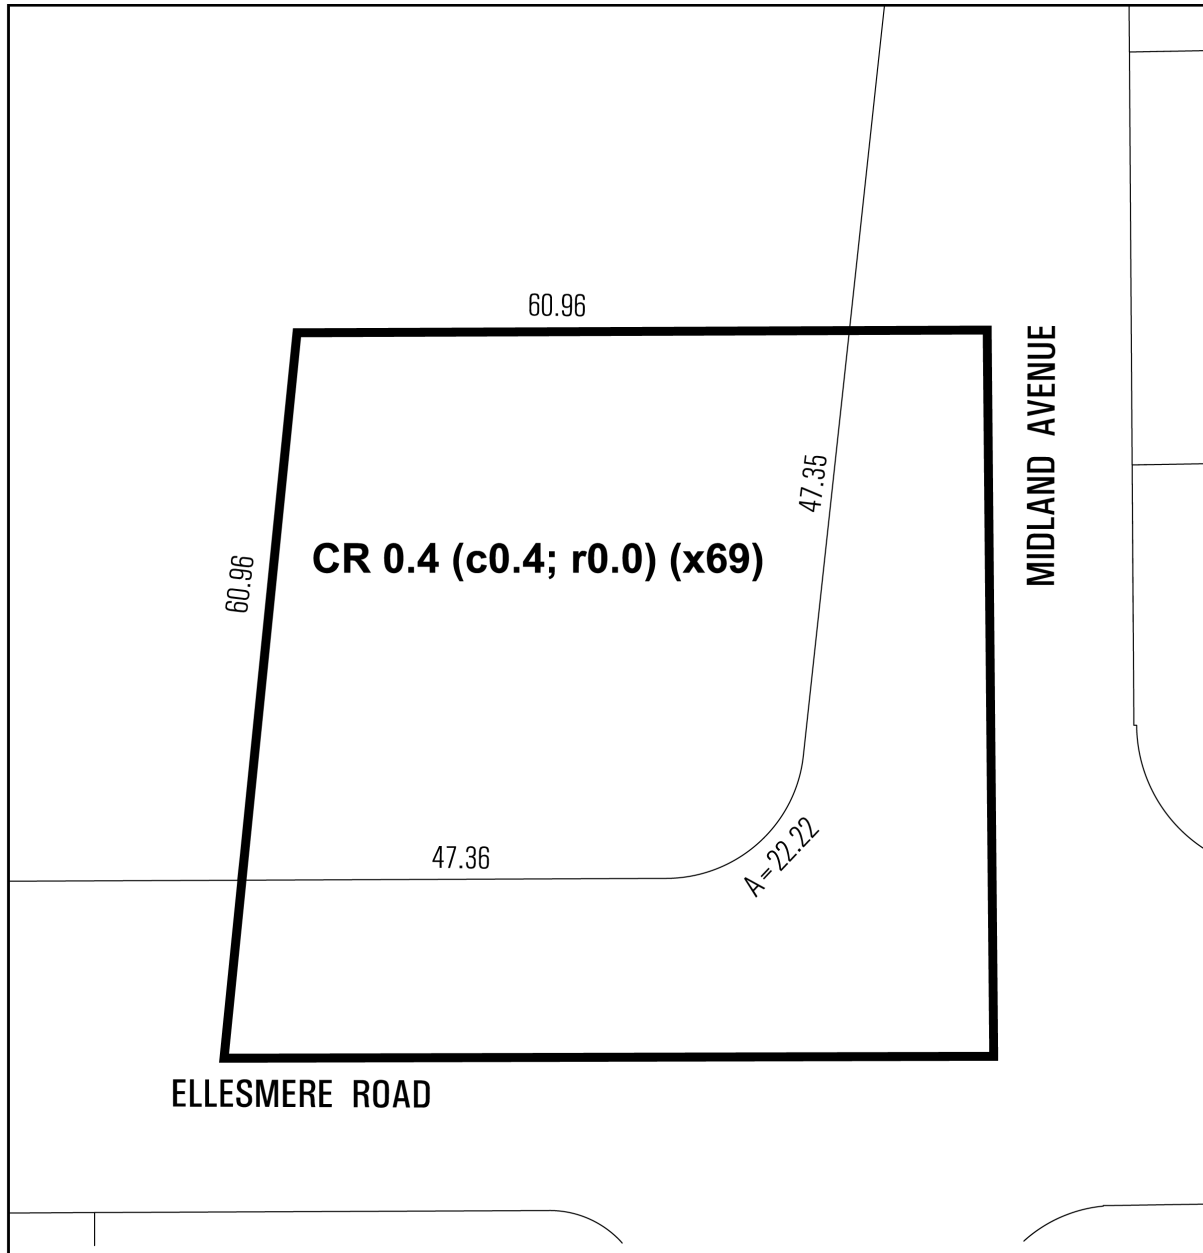 60.96
MIDLAND AVENUE
47.35
CR 0.4 (c0.4; r0.0) (x69)
60.96
47.36
A = 22.22
ELLESMERE ROAD